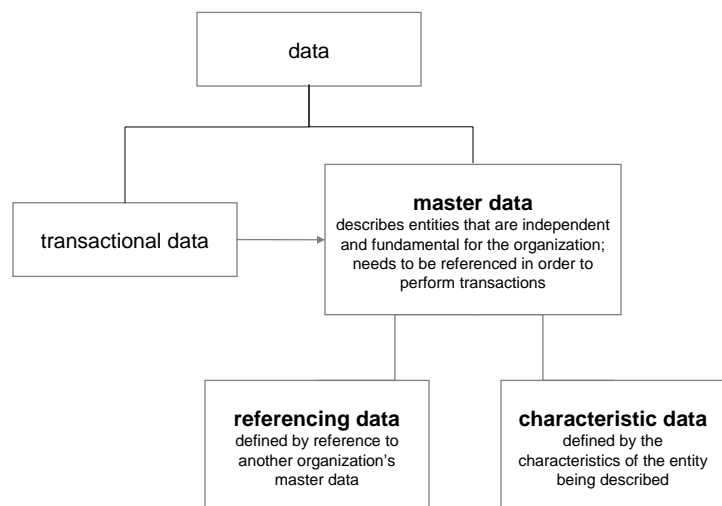 data
transactional data
master data
describes entities that are independent
and fundamental for the organization;
needs to be referenced in order to
perform transactions
referencing data
defined by reference to
another organization's
master data
characteristic data
defined by the
characteristics of the entity
being described